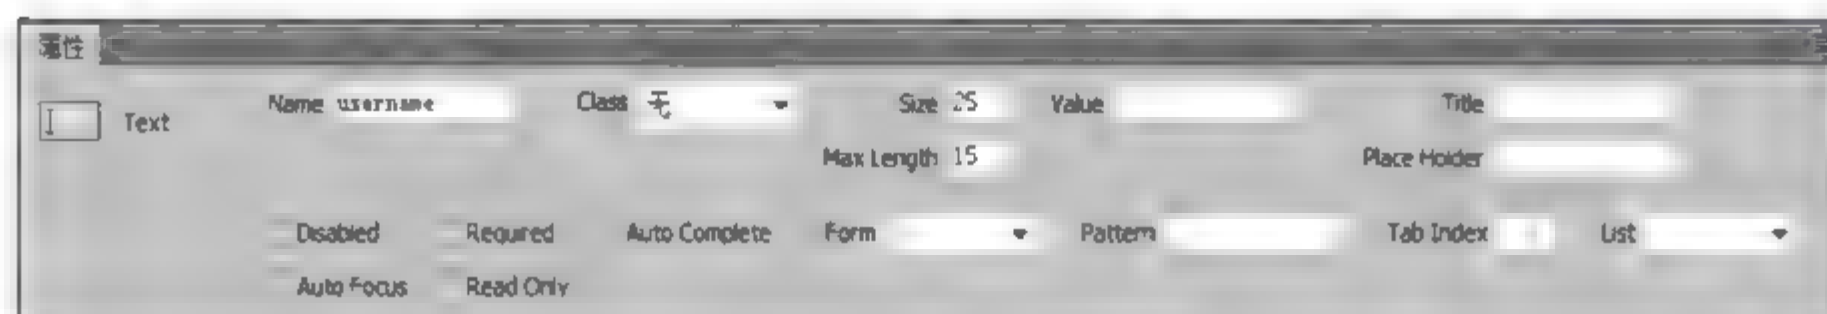 属性
Text Name username Class 无 Size 25 Value Title
Max Length 15 Place Holder
Disabled Required Auto Complete Form Pattern Tab Index List
Auto Focus Read Only